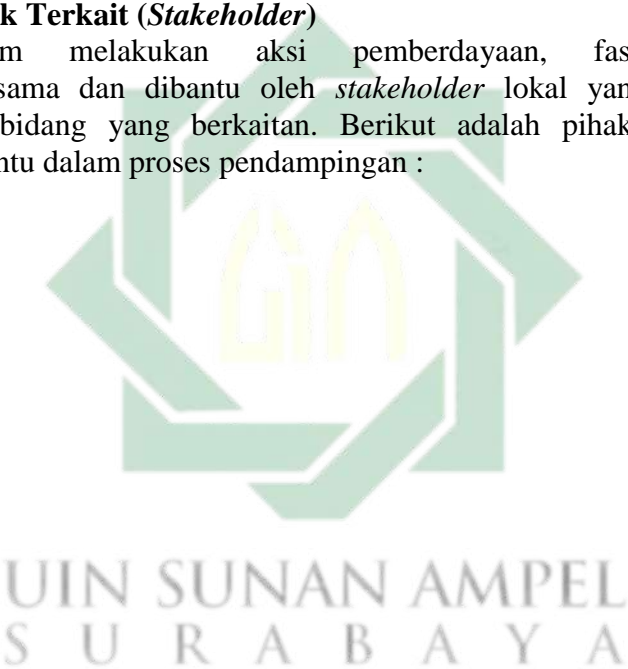 k Terkait (Stakeholder)
m melakukan aksi pemberdayaan, fas
sama dan dibantu oleh stakeholder lokal yan
bidang yang berkaitan. Berikut adalah pihak
ntu dalam proses pendampingan :
UIN SUNAN AMPEL
S U R A B A Y A